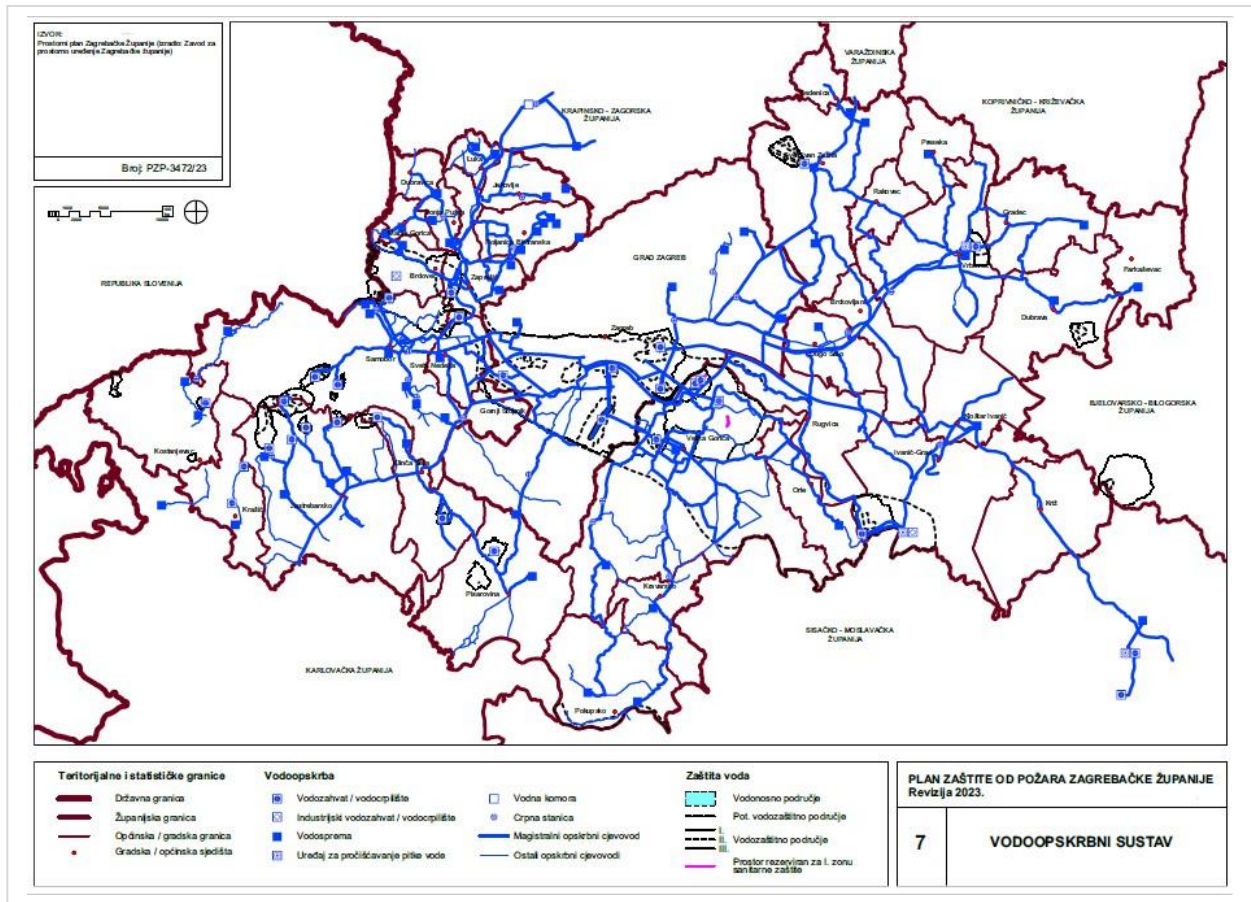 IZVOR:
Prostorni plan Zagrebačke Županije (izradio: Zavod za
prostorno uređenje Zagrebačke županije)
Broj: PZP-3472/23
VARAŽDINSKA
ŽUPANIJA
KRAPINSKO - ZAGORSKA
ŽUPANIJA
KOPRIVNIČKO - KRIŽEVAČKA
ŽUPANIJA
Preseka
Luka
Dubravica
Jakovlje
Rakovec
Gradec
GRAD ZAGREB
REPUBLIKA SLOVENIJA
Brdovec
Farkaševac
Brckovljani
Dubrava
Zagreb
Samobor
Sveta Nedelja
Dugo Selo
BJELOVARSKO - BILOGORSKA
ŽUPANIJA
Kloštar Ivanić
Rugvica
Velika Gorica
Ivanić-Grad
Kostanjevac
Orle
Križ
Krašić
Jastrebarsko
Pisarovina
Kravarsko
SISAČKO - MOSLAVAČKA
ŽUPANIJA
KARLOVAČKA ŽUPANIJA
Pokupsko
Teritorijalne i statističke granice
Državna granica
Županijska granica
Općinska / gradska granica
Gradska / općinska sjedišta
Vodoopskrba
Vodozahvat / vodocrpilište
Industrijski vodozahvat / vodocrpilište
Vodosprema
Uređaj za pročišćavanje pitke vode
Vodna komora
Crpna stanica
Magistralni opskrbni cjevovod
Ostali opskrbni cjevovodi
Zaštita voda
Vodonosno područje
Pot. vodozaštitno područje
I.
II. Vodozaštitno područje
III.
Prostor rezerviran za I. zonu
sanitarne zaštite
PLAN ZAŠTITE OD POŽARA ZAGREBAČKE ŽUPANIJE
Revizija 2023.
7 VODOOPSKRBNI SUSTAV